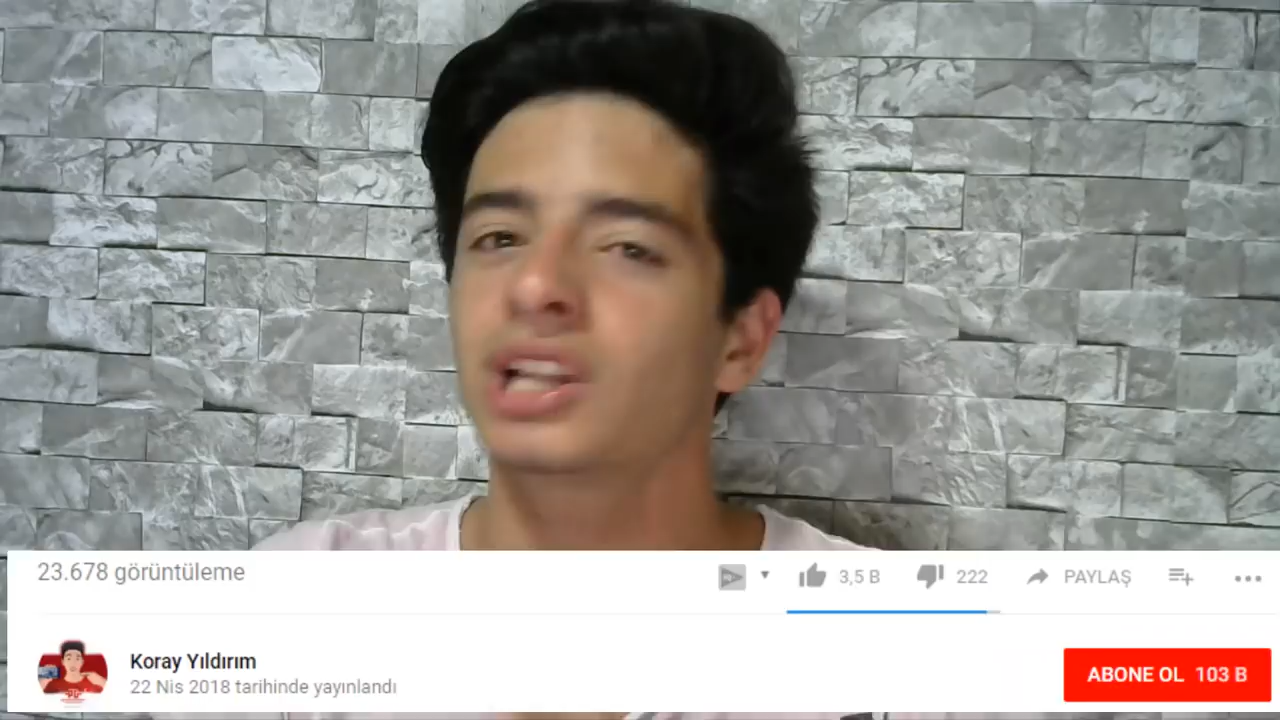 23.678 görüntüleme
3,5 B 222 PAYLAŞ
Koray Yıldırım
22 Nis 2018 tarihinde yayınlandı
ABONE OL 103 B